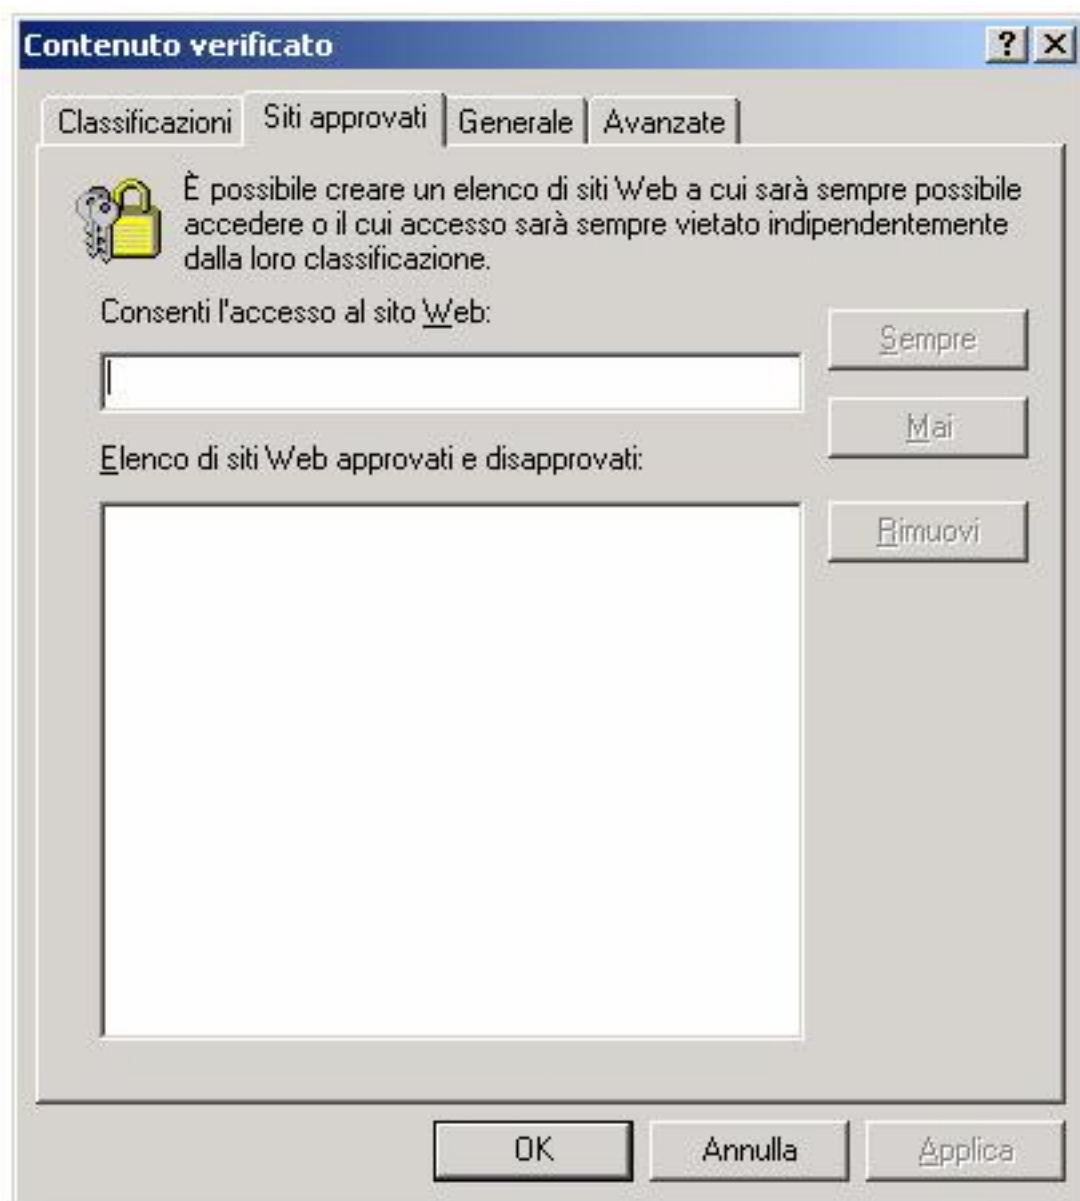 Contenuto verificato
Classificazioni Siti approvati Generale Avanzate
È possibile creare un elenco di siti Web a cui sarà sempre possibile
accedere o il cui accesso sarà sempre vietato indipendentemente
dalla loro classificazione.
Consenti l'accesso al sito Web:
Sempre
Mai
Elenco di siti Web approvati e disapprovati:
Rimuovi
OK Annulla Applica